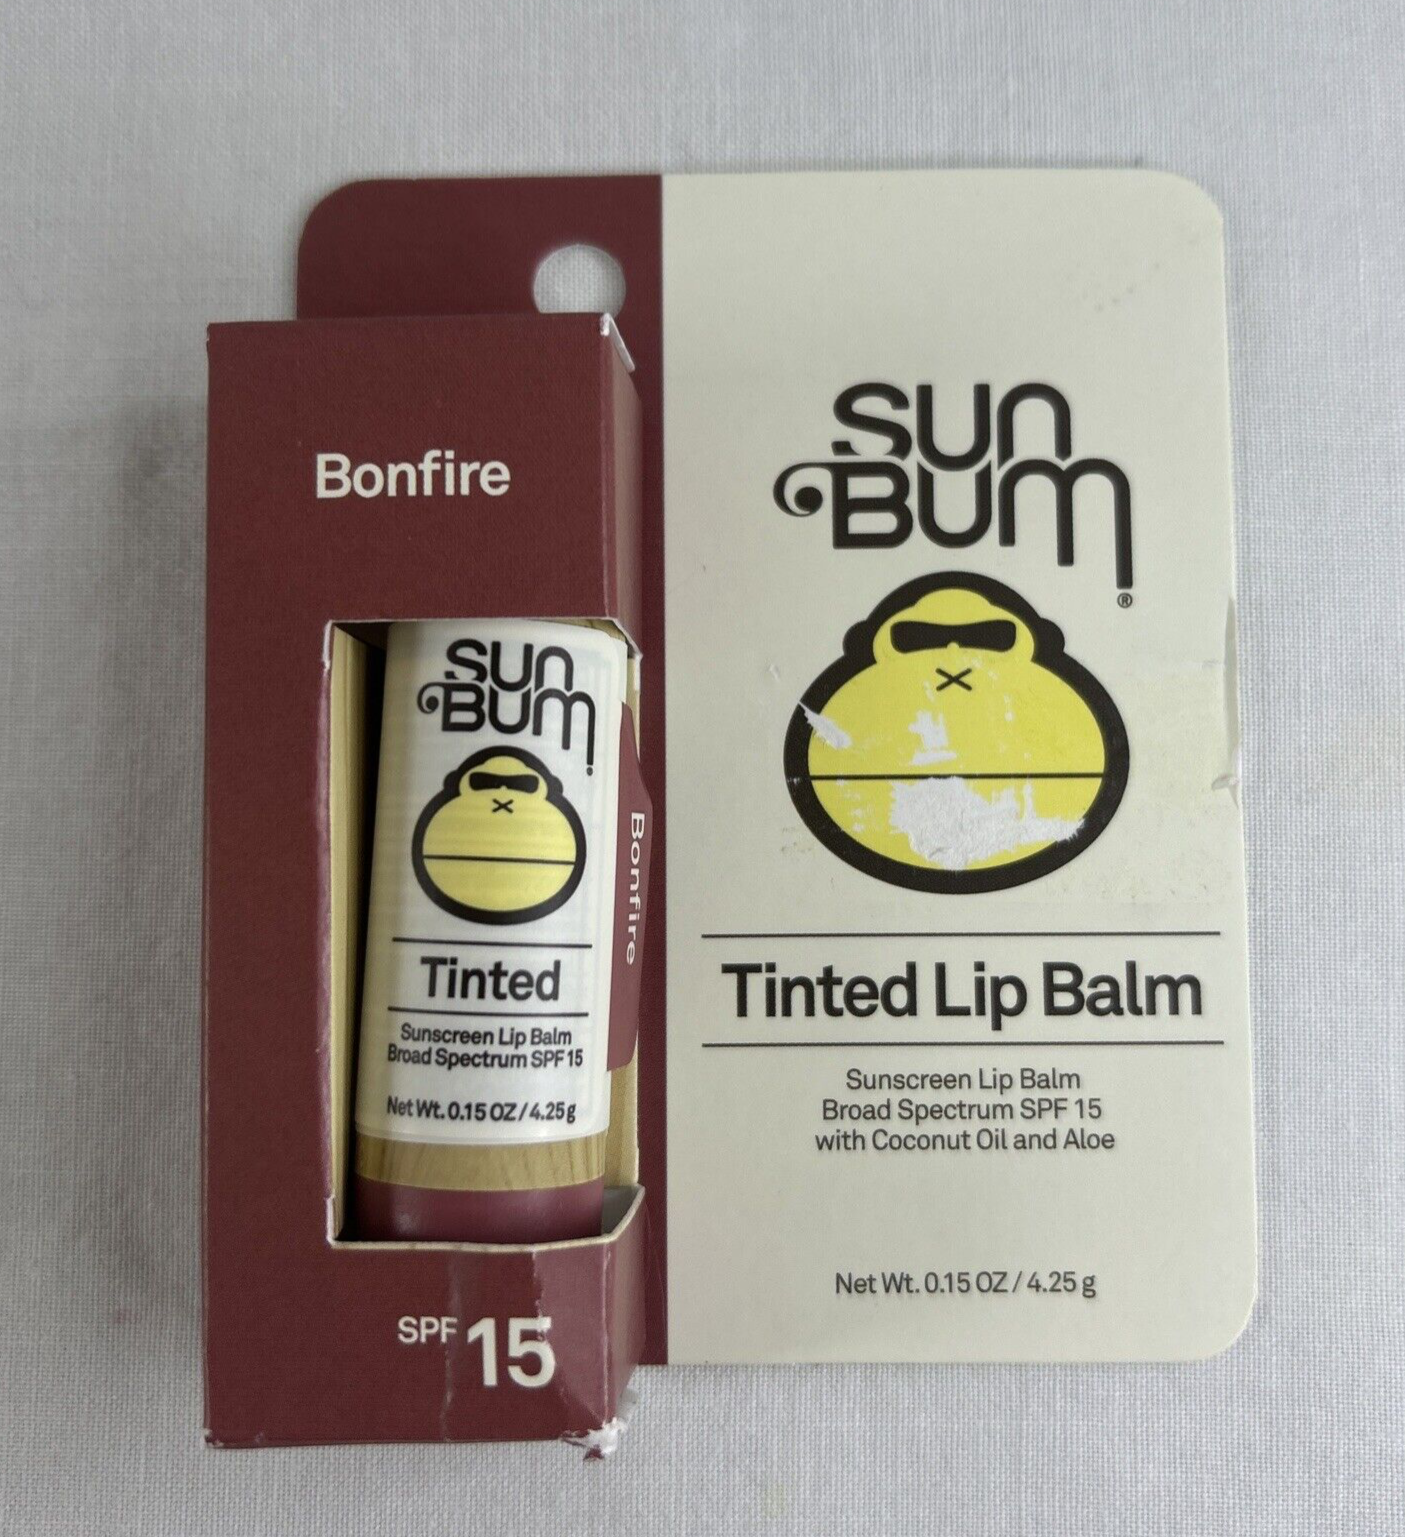 Bonfire
SUN
BUM
Tinted
Sunscreen Lip Balm
Broad Spectrum SPF 15
Net Wt. 0.15 OZ / 4.25 g
Bonfire
SPF 15
SUN
BUM®
Tinted Lip Balm
Sunscreen Lip Balm
Broad Spectrum SPF 15
with Coconut Oil and Aloe
Net Wt. 0.15 OZ / 4.25 g